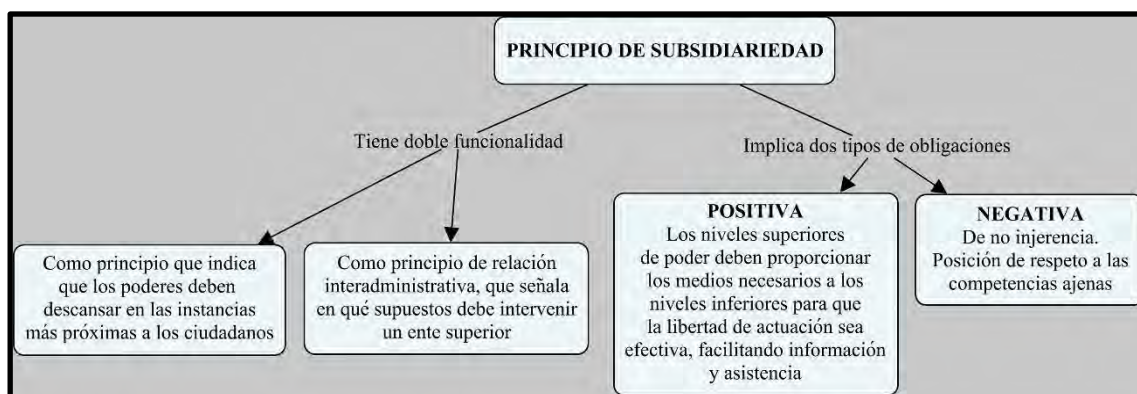 PRINCIPIO DE SUBSIDIARIEDAD
Tiene doble funcionalidad
Implica dos tipos de obligaciones
Como principio que indica
que los poderes deben
descansar en las instancias
más próximas a los ciudadanos
Como principio de relación
interadministrativa, que señala
en qué supuestos debe intervenir
un ente superior
POSITIVA
Los niveles superiores
de poder deben proporcionar
los medios necesarios a los
niveles inferiores para que
la libertad de actuación sea
efectiva, facilitando información
y asistencia
NEGATIVA
De no injerencia.
Posición de respeto a las
competencias ajenas